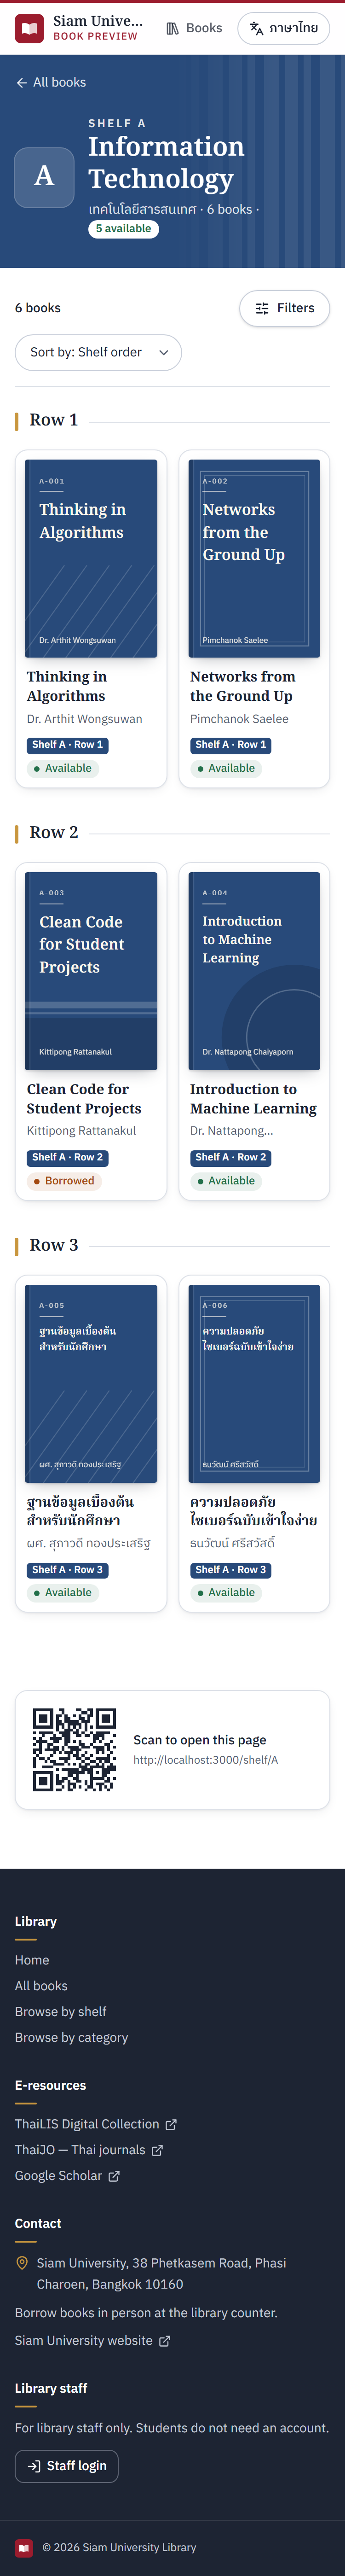 Siam Unive...
BOOK PREVIEW
Books
ภาษาไทย
All books
SHELF A
A
Information
Technology
เทคโนโลยีสารสนเทศ · 6 books ·
5 available
6 books
Filters
Sort by: Shelf order
Row 1
A-001
Thinking in
Algorithms
Dr. Arthit Wongsuwan
Thinking in
Algorithms
Dr. Arthit Wongsuwan
Shelf A · Row 1
Available
A-002
Networks
from the
Ground Up
Pimchanok Saelee
Networks from
the Ground Up
Pimchanok Saelee
Shelf A · Row 1
Available
Row 2
A-003
Clean Code
for Student
Projects
Kittipong Rattanakul
Clean Code for
Student Projects
Kittipong Rattanakul
Shelf A · Row 2
Borrowed
A-004
Introduction
to Machine
Learning
Dr. Nattapong Chaiyaporn
Introduction to
Machine Learning
Dr. Nattapong...
Shelf A · Row 2
Available
Row 3
A-005
ฐานข้อมูลเบื้องต้น
สำหรับนักศึกษา
ผศ. สุภาวดี ทองประเสริฐ
ฐานข้อมูลเบื้องต้น
สำหรับนักศึกษา
ผศ. สุภาวดี ทองประเสริฐ
Shelf A · Row 3
Available
A-006
ความปลอดภัย
ไซเบอร์ฉบับเข้าใจง่าย
ธนวัฒน์ ศรีสวัสดิ์
ความปลอดภัย
ไซเบอร์ฉบับเข้าใจง่าย
ธนวัฒน์ ศรีสวัสดิ์
Shelf A · Row 3
Available
Scan to open this page
http://localhost:3000/shelf/A
Library
Home
All books
Browse by shelf
Browse by category
E-resources
ThaiLIS Digital Collection
ThaiJO — Thai journals
Google Scholar
Contact
Siam University, 38 Phetkasem Road, Phasi
Charoen, Bangkok 10160
Borrow books in person at the library counter.
Siam University website
Library staff
For library staff only. Students do not need an account.
Staff login
© 2026 Siam University Library